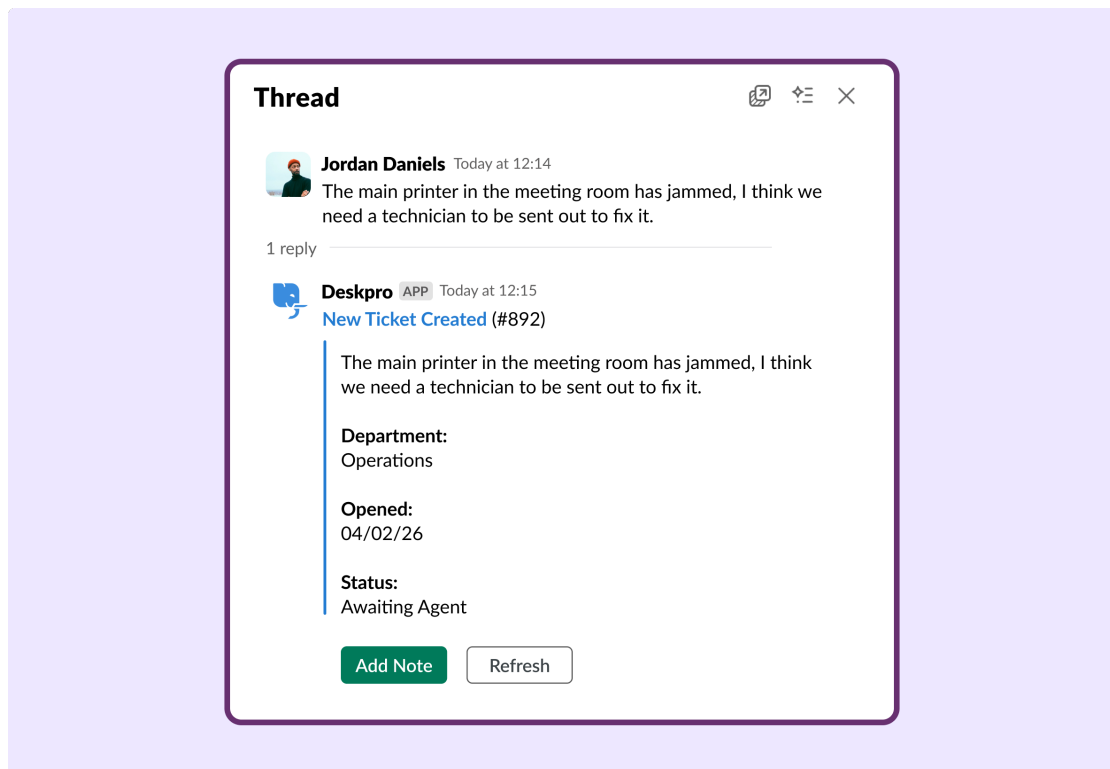 Thread
Jordan Daniels Today at 12:14
The main printer in the meeting room has jammed, I think we
need a technician to be sent out to fix it.
1 reply
Deskpro APP Today at 12:15
New Ticket Created (#892)
The main printer in the meeting room has jammed, I think
we need a technician to be sent out to fix it.
Department:
Operations
Opened:
04/02/26
Status:
Awaiting Agent
Add Note Refresh